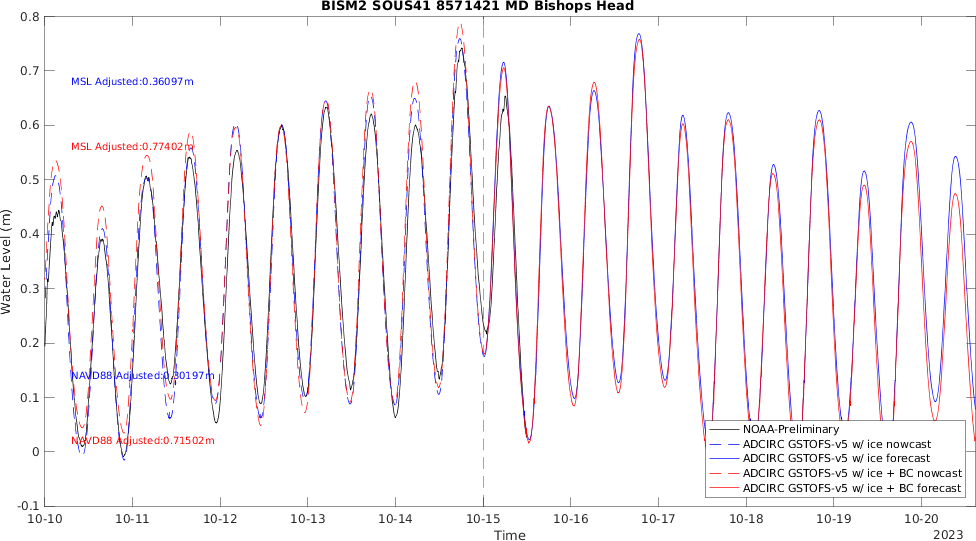 BISM2 SOUS41 8571421 MD Bishops Head
0.8
0.7
0.6
0.5
0.4
0.3
0.2
0.1
0
-0.1
Water Level (m)
MSL Adjusted:0.36097m
MSL Adjusted:0.77402m
NAVD88 Adjusted:0.30197m
NAVD88 Adjusted:0.71502m
NOAA-Preliminary
ADCIRC GSTOFS-v5 w/ ice nowcast
ADCIRC GSTOFS-v5 w/ ice forecast
ADCIRC GSTOFS-v5 w/ ice + BC nowcast
ADCIRC GSTOFS-v5 w/ ice + BC forecast
10-10 10-11 10-12 10-13 10-14 10-15 10-16 10-17 10-18 10-19 10-20
Time
2023